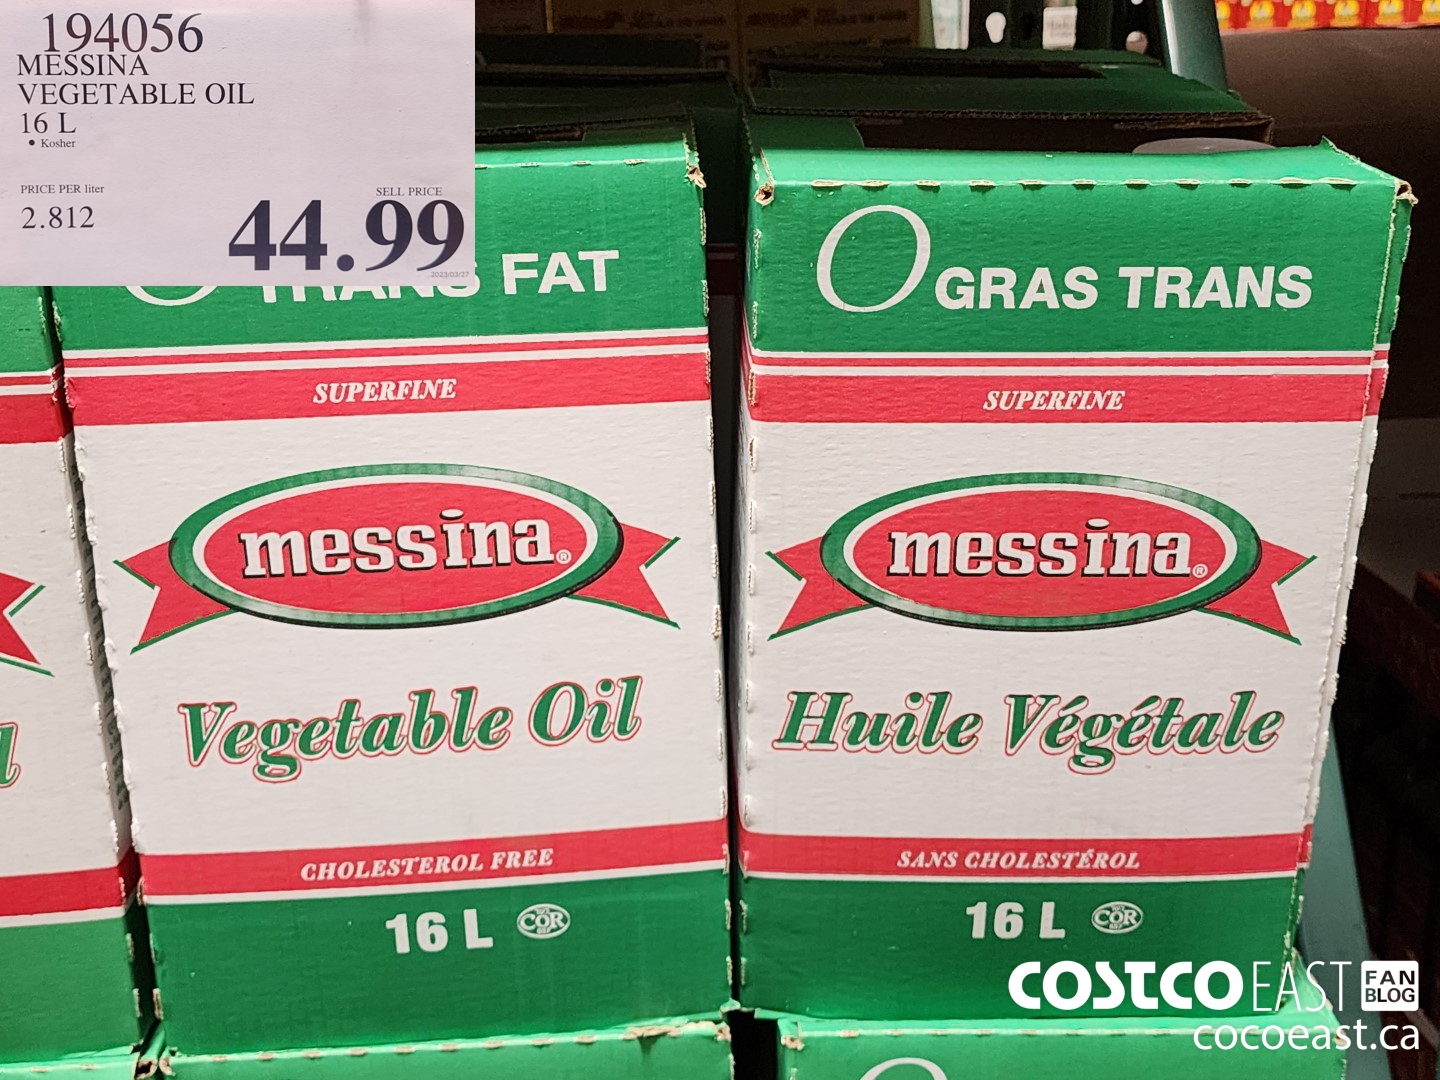 194056
MESSINA
VEGETABLE OIL
16 L
• Kosher
PRICE PER liter
2.812
SELL PRICE
44.99
2023/03/27
0 TRANS FAT
SUPERFINE
messina®
Vegetable Oil
CHOLESTEROL FREE
16 L COR
0 GRAS TRANS
SUPERFINE
messina®
Huile Végétale
SANS CHOLESTÉROL
16 L COR
COSTCO EAST FAN BLOG
cocoeast.ca